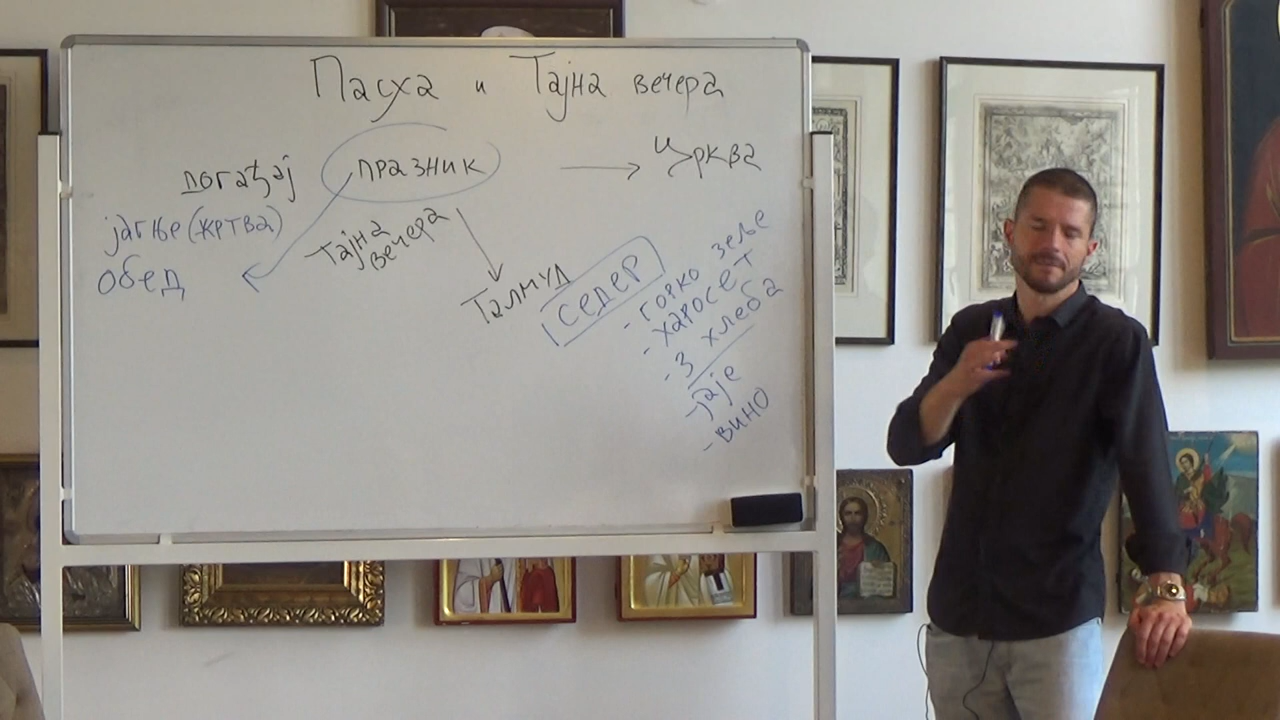 Пасха и Тајна вечера
догађај празник → Црква
јагње (жртва)
обед
Тајна
вечера
Талмуд
СЕДЕР
- горко зеље
- харосет
- 3 хлеба
- јаје
- вино